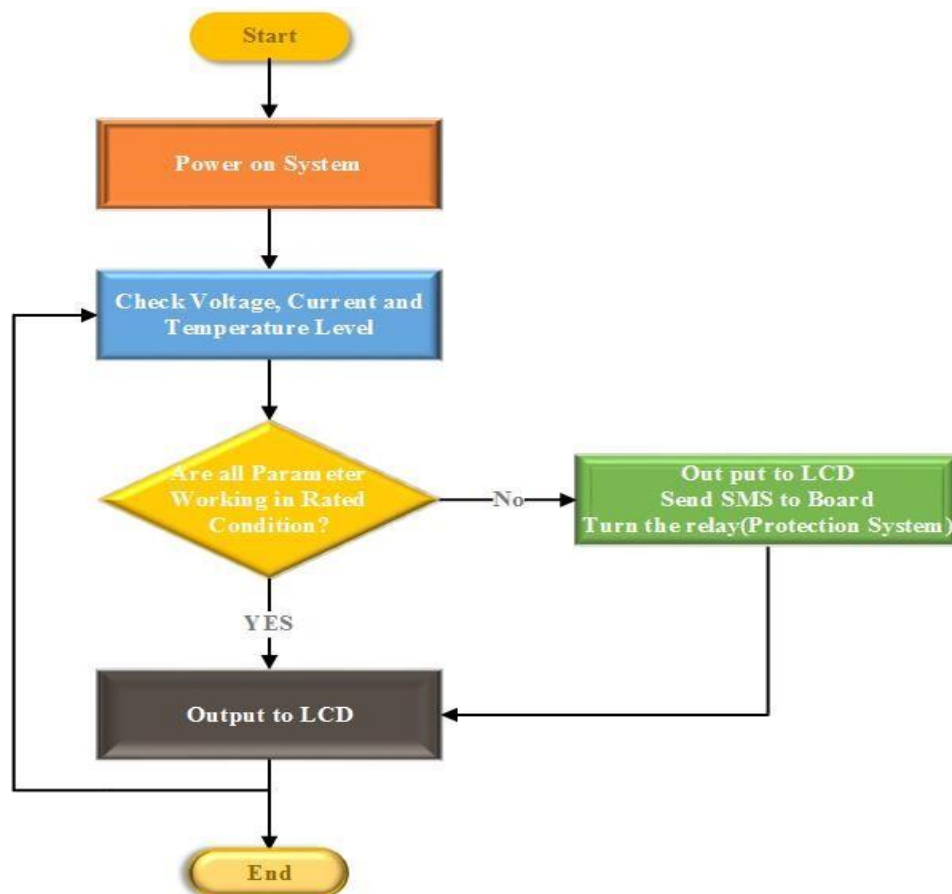 Start
Power on System
Check Voltage, Current and
Temperature Level
Are all Parameter
Working in Rated
Condition?
No
Out put to LCD
Send SMS to Board
Turn the relay(Protection System)
YES
Output to LCD
End